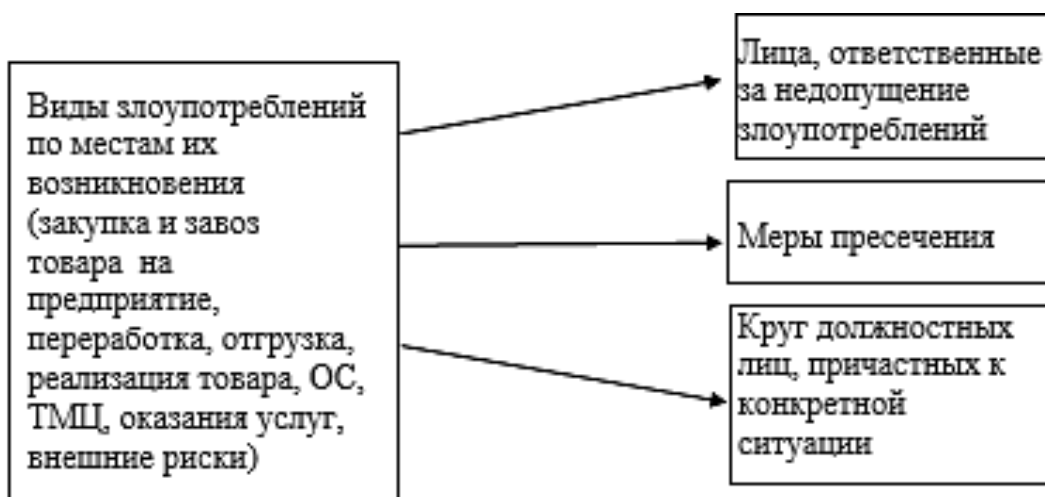 Виды злоупотреблений
по местам их
возникновения
(закупка и завоз
товара на
предприятие,
переработка, отгрузка,
реализация товара, ОС,
ТМЦ, оказания услуг,
внешние риски)
Лица, ответственные
за недопущение
злоупотреблений
Меры пресечения
Круг должностных
лиц, причастных к
конкретной
ситуации